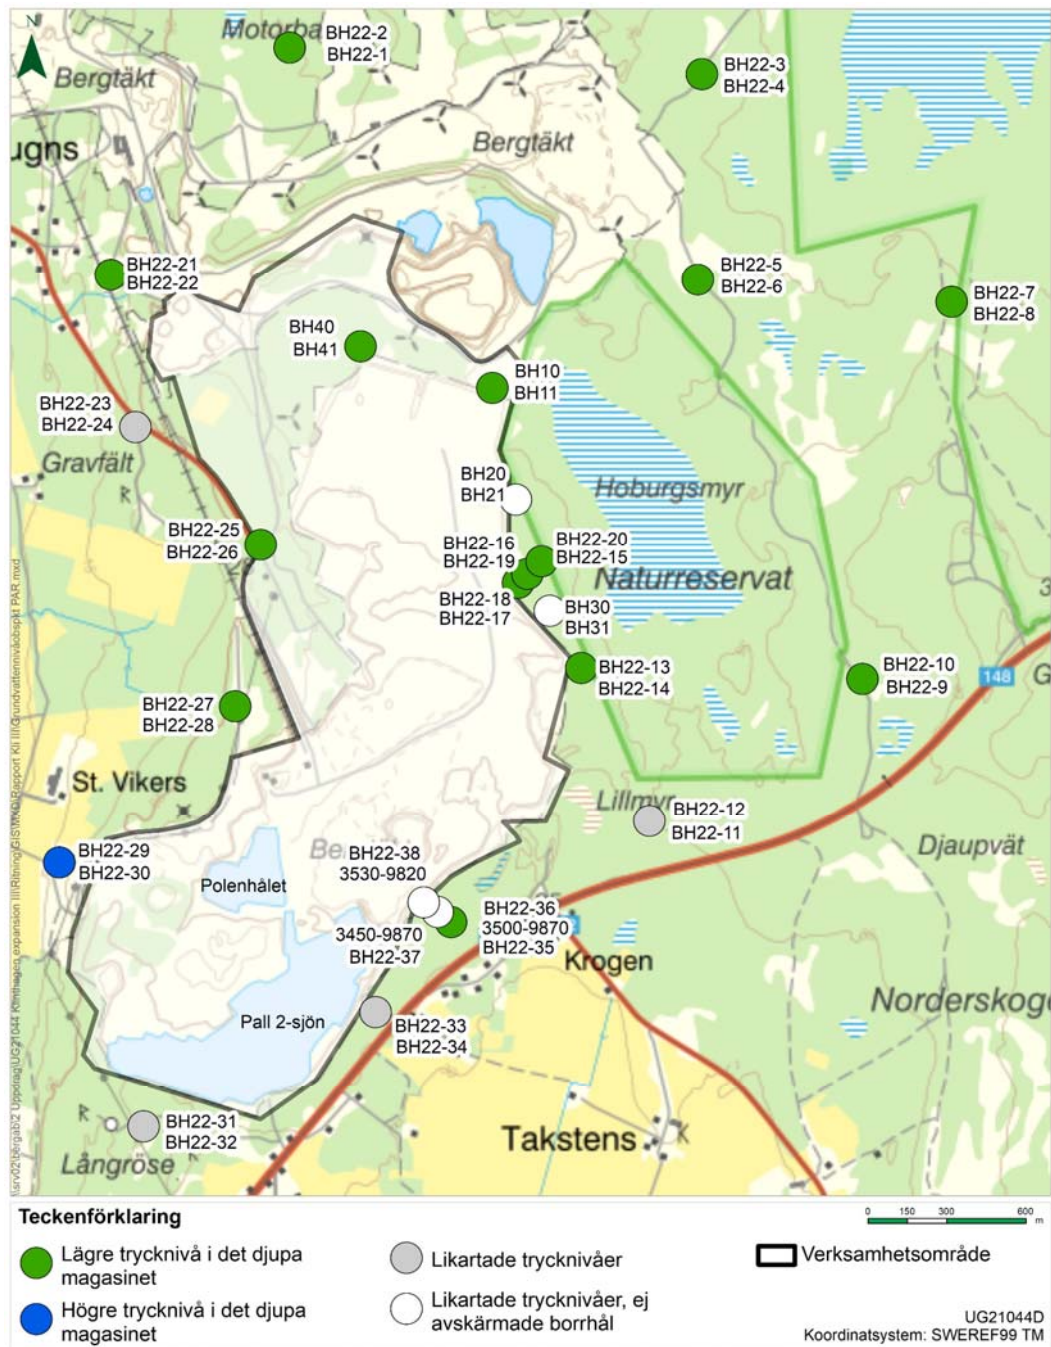 N
Motorba
BH22-2
BH22-1
BH22-3
BH22-4
Bergtäkt
Bergtäkt
ugns
BH22-21
BH22-22
BH22-5
BH22-6
BH22-7
BH22-8
BH40
BH41
BH10
BH11
BH22-23
BH22-24
Gravfält
R
BH20
BH21
Hoburgsmyr
BH22-25
BH22-26
BH22-16
BH22-19
BH22-20
BH22-15
Naturreservat
BH22-18
BH22-17
BH30
BH31
3
BH22-13
BH22-14
BH22-10
BH22-9
148
G
BH22-27
BH22-28
St. Vikers
Lillmyr
BH22-12
BH22-11
Djaupvät
BH22-29
BH22-30
Be
BH22-38
3530-9820
Polenhålet
3450-9870
BH22-37
BH22-36
3500-9870
BH22-35
Krogen
Norderskoge
Pall 2-sjön
BH22-33
BH22-34
R
BH22-31
BH22-32
Långröse
Takstens
K
Teckenförklaring
0 150 300 600
m
Lägre trycknivå i det djupa
magasinet
Likartade trycknivåer
Verksamhetsområde
Högre trycknivå i det djupa
magasinet
Likartade trycknivåer, ej
avskärmade borrhål
UG21044D
Koordinatsystem: SWEREF99 TM